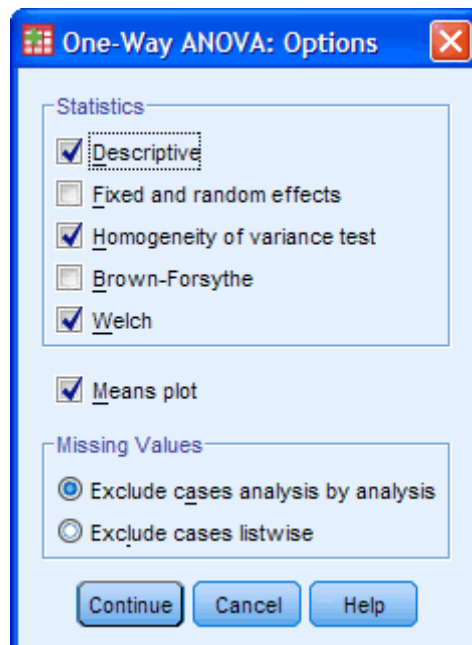 One-Way ANOVA: Options
Statistics
Descriptive
Fixed and random effects
Homogeneity of variance test
Brown-Forsythe
Welch
Means plot
Missing Values
Exclude cases analysis by analysis
Exclude cases listwise
Continue Cancel Help